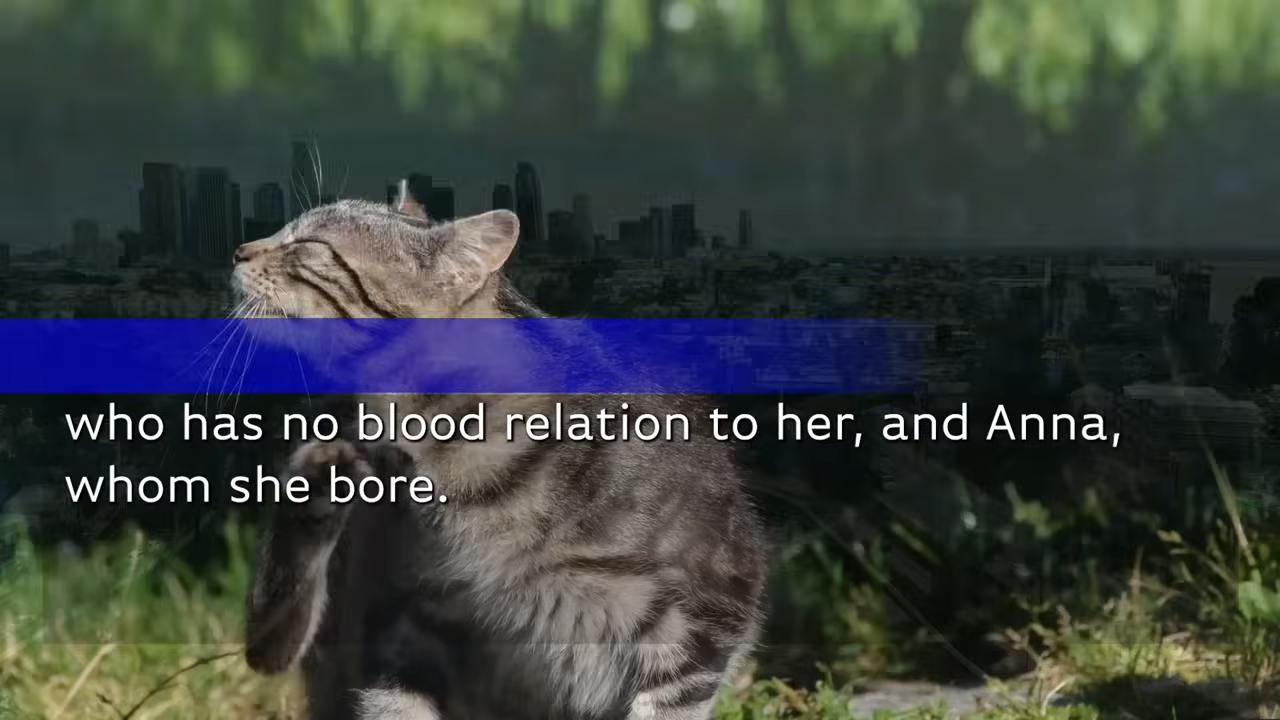 who has no blood relation to her, and Anna,
whom she bore.